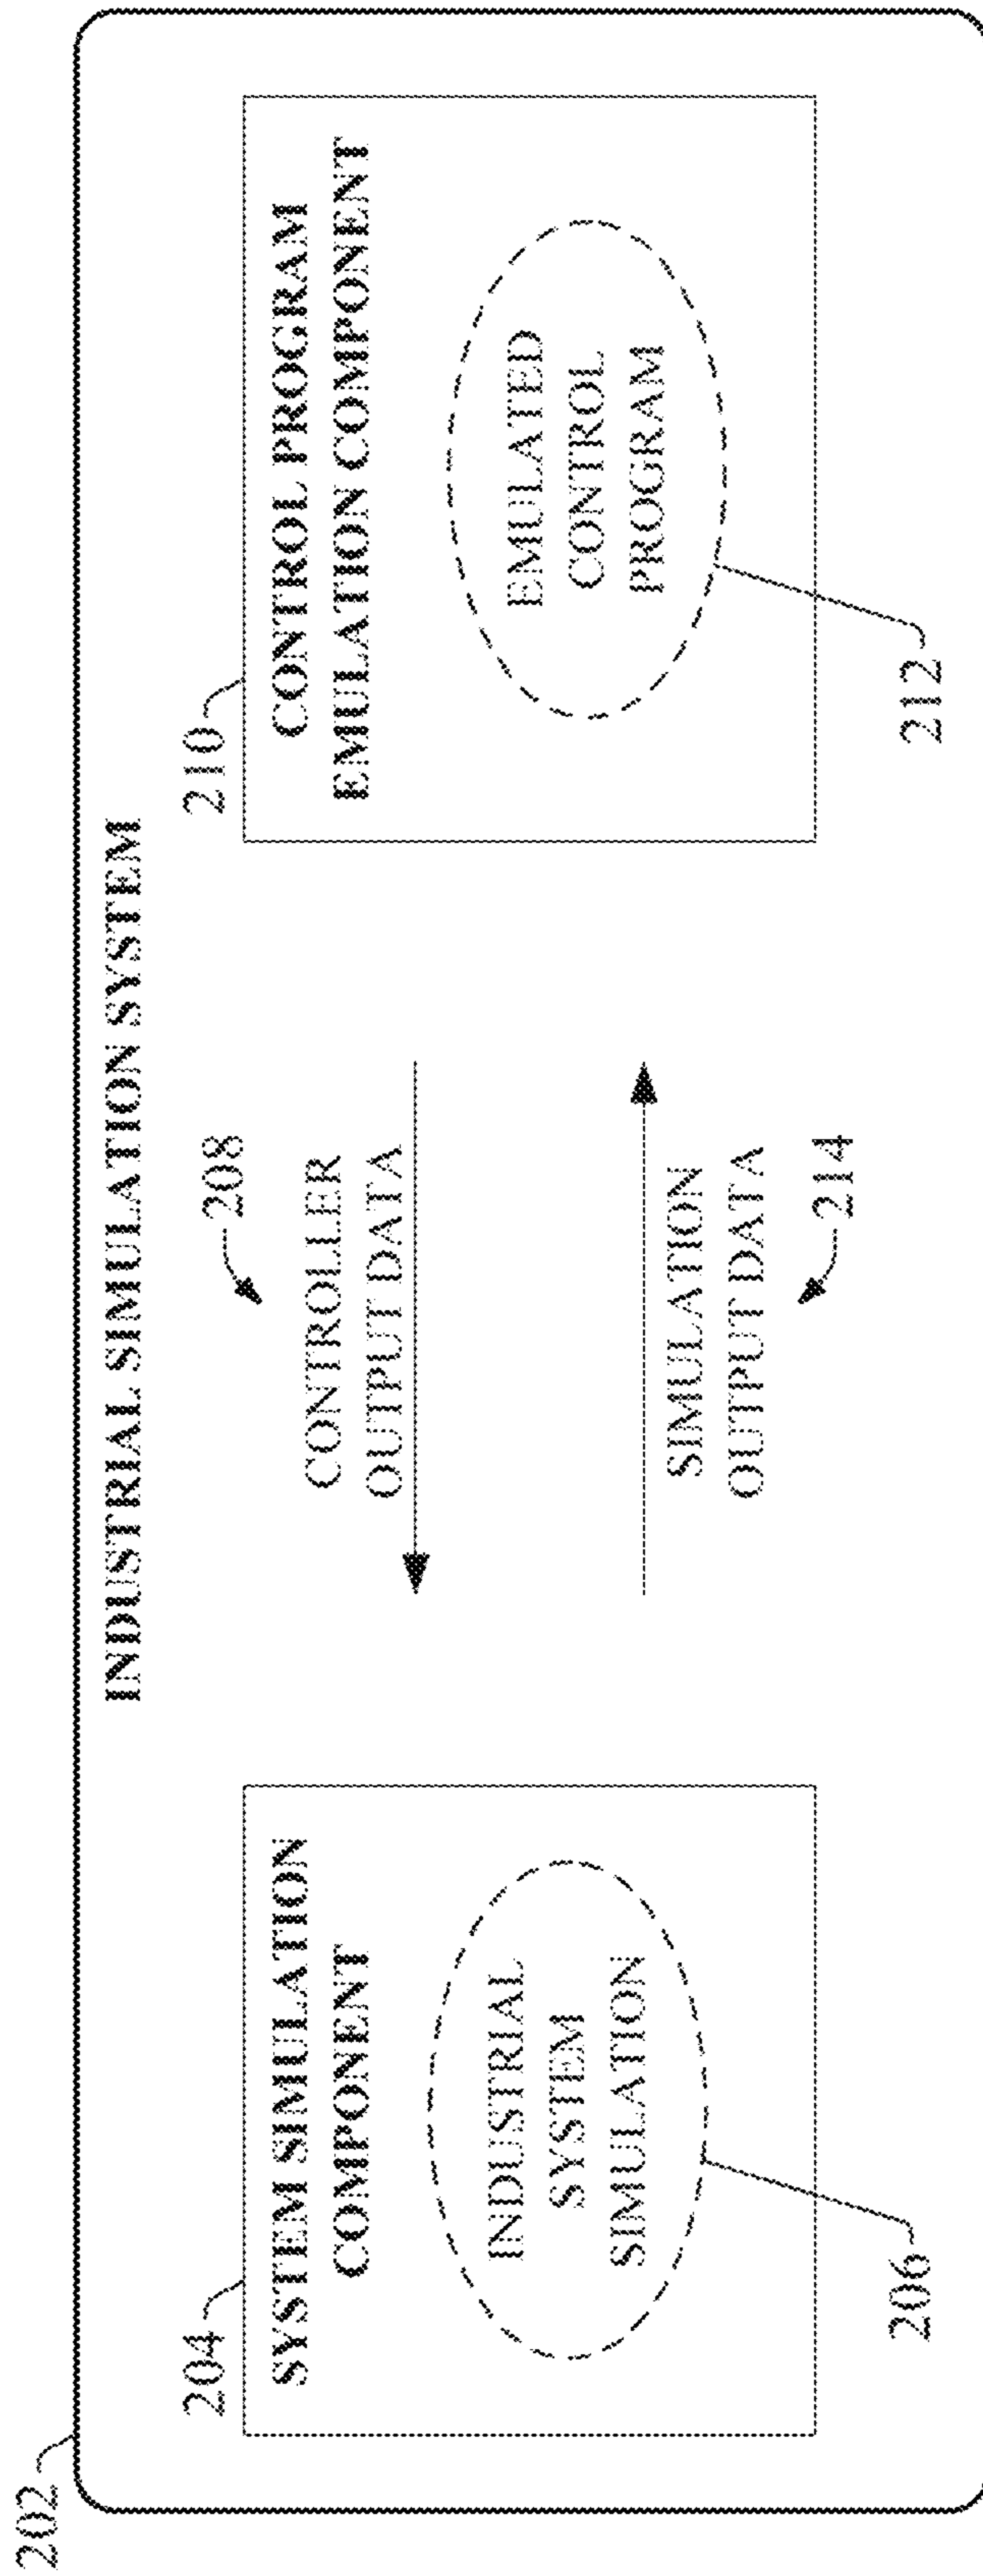 202
INDUSTRIAL SIMULATION SYSTEM
204
SYSTEM SIMULATION
COMPONENT
INDUSTRIAL
SYSTEM
SIMULATION
206
208
CONTROLLER
OUTPUT DATA
SIMULATION
OUTPUT DATA
214
210
CONTROL PROGRAM
EMULATION COMPONENT
EMULATED
CONTROL
PROGRAM
212